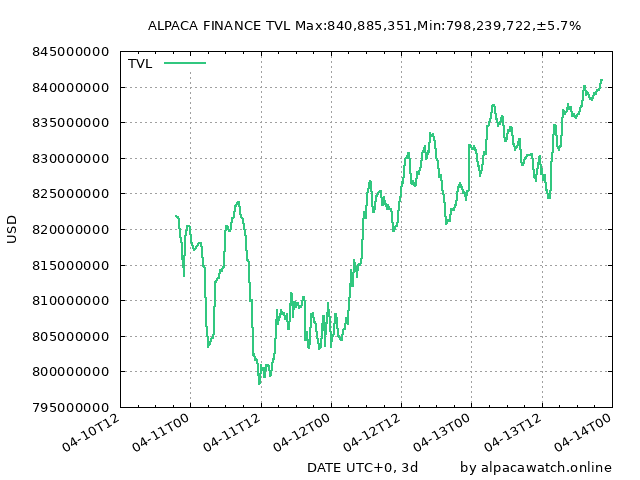 ALPACA FINANCE TVL Max:840,885,351,Min:798,239,722,±5.7%
TVL
845000000
840000000
835000000
830000000
825000000
820000000
815000000
810000000
805000000
800000000
795000000
USD
04-10T12
04-11T00
04-11T12
04-12T00
04-12T12
04-13T00
04-13T12
04-14T00
DATE UTC+0, 3d
by alpacawatch.online